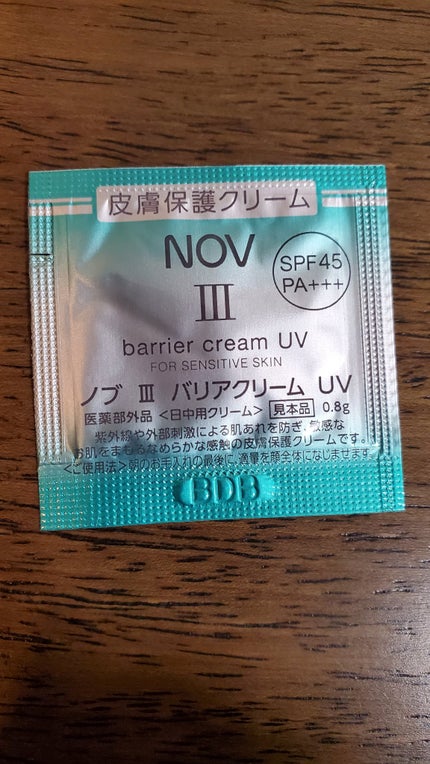 皮膚保護クリーム
NOV
SPF45
PA+++
III
barrier cream UV
FOR SENSITIVE SKIN
ノブ III バリアクリーム UV
医薬部外品 <日中用クリーム> 見本品 0.8g
紫外線や外部刺激による肌あれを防ぎ、敏感な
お肌をまもるなめらかな感触の皮膚保護クリームです。
<ご使用法>朝のお手入れの最後に、適量を顔全体になじませます。
BDB